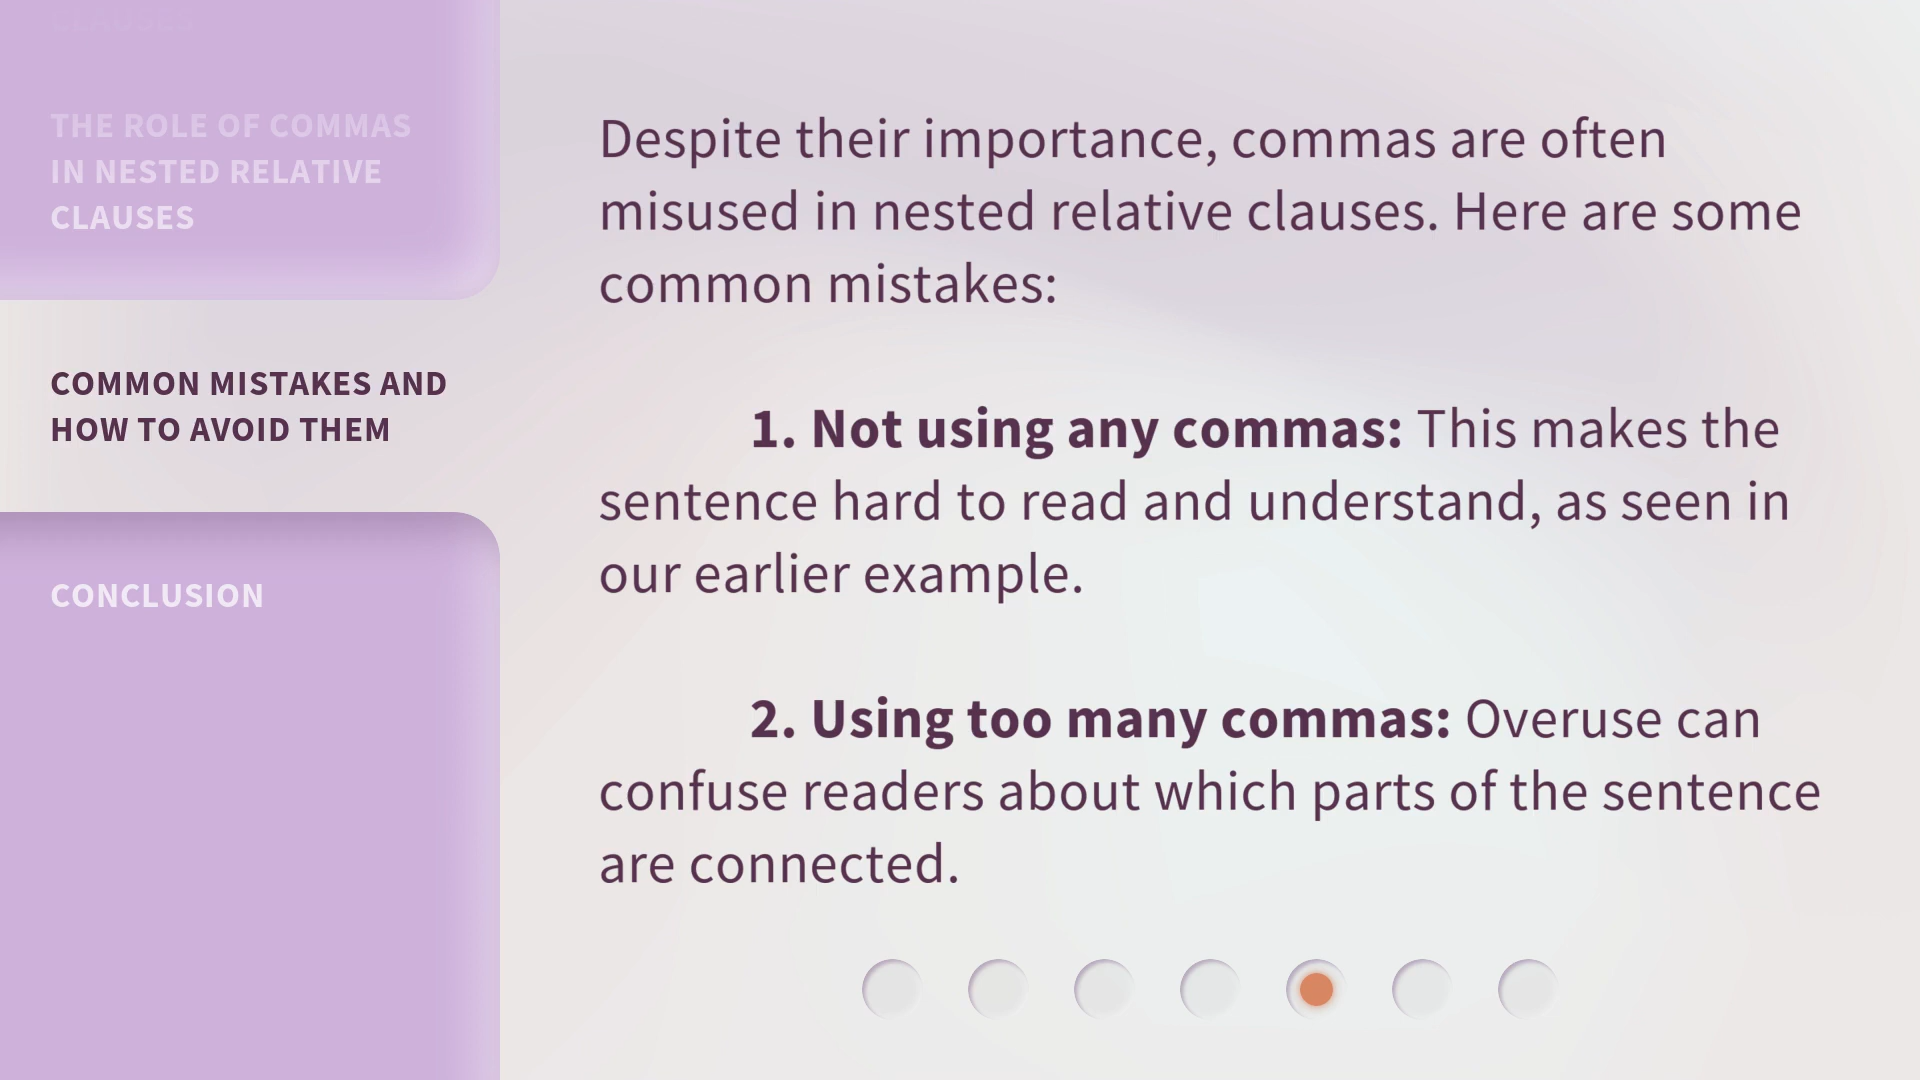 CLAUSES
THE ROLE OF COMMAS
IN NESTED RELATIVE
CLAUSES
COMMON MISTAKES AND
HOW TO AVOID THEM
CONCLUSION
Despite their importance, commas are often
misused in nested relative clauses. Here are some
common mistakes:
1. Not using any commas: This makes the
sentence hard to read and understand, as seen in
our earlier example.
2. Using too many commas: Overuse can
confuse readers about which parts of the sentence
are connected.